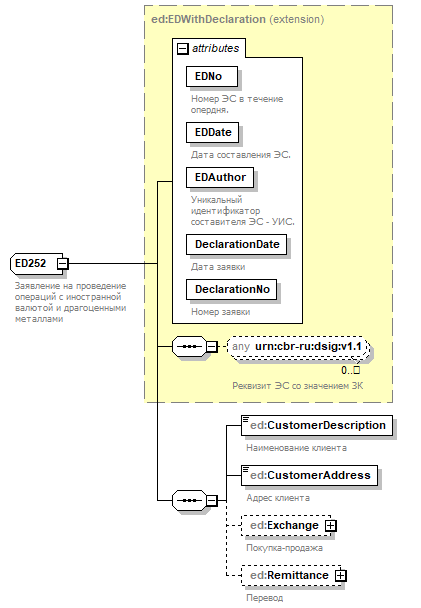 ed:EDWithDeclaration (extension)
attributes
EDNo
Номер ЭС в течение
опердня.
EDDate
Дата составления ЭС.
EDAuthor
Уникальный
идентификатор
составителя ЭС - УИС.
DeclarationDate
Дата заявки
DeclarationNo
Номер заявки
ED252
Заявление на проведение
операций с иностранной
валютой и драгоценными
металлами
any urn:cbr-ru:dsig:v1.1
0..
Реквизит ЭС со значением ЗК
ed:CustomerDescription
Наименование клиента
ed:CustomerAddress
Адрес клиента
ed:Exchange
Покупка-продажа
ed:Remittance
Перевод